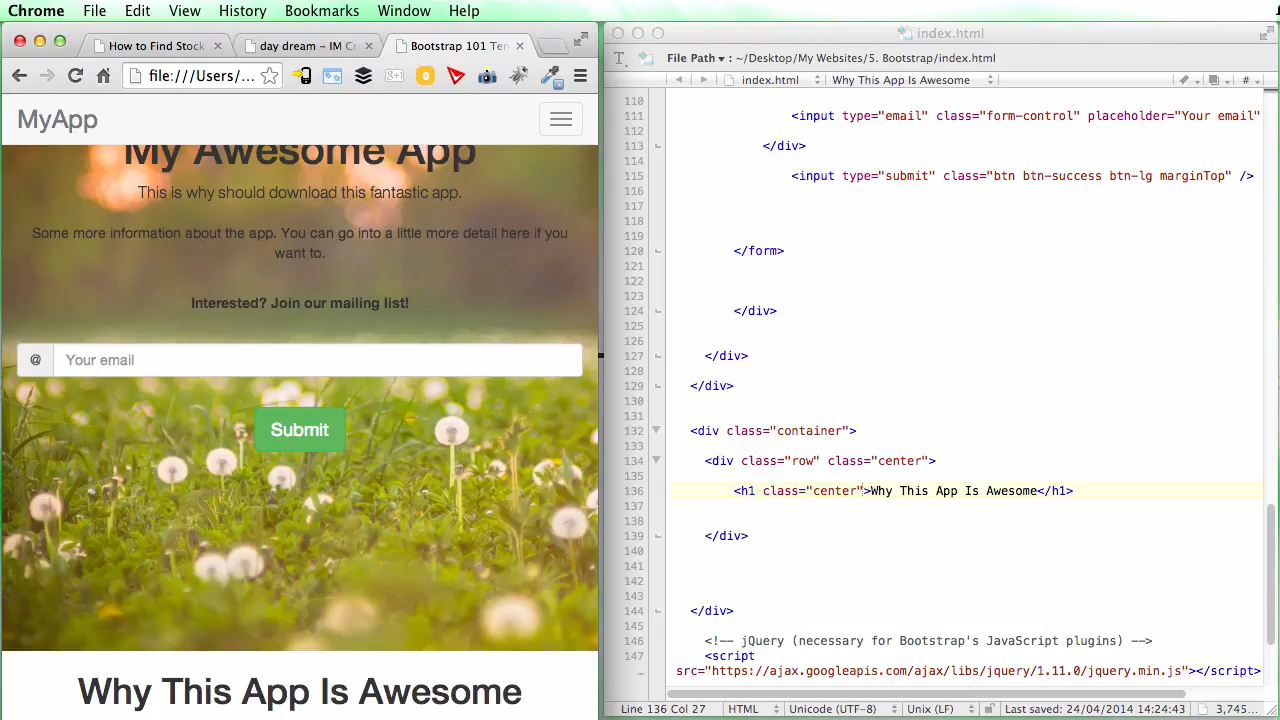 Chrome File Edit View History Bookmarks Window Help
How to Find Stoc
day dream – IM Cr
Bootstrap 101 Ten
index.html
file:///Users/...
File Path ▾ : ~/Desktop/My Websites/5. Bootstrap/index.html
index.html
Why This App Is Awesome
MyApp
My Awesome App
This is why should download this fantastic app.
Some more information about the app. You can go into a little more detail here if you
want to.
Interested? Join our mailing list!
@ Your email
Submit
Why This App Is Awesome
110
111 <input type="email" class="form-control" placeholder="Your email"
112
113 </div>
114
115 <input type="submit" class="btn btn-success btn-lg marginTop" />
116
117
118
119
120 </form>
121
122
123
124 </div>
125
126
127 </div>
128
129 </div>
130
131
132 <div class="container">
133
134 <div class="row" class="center">
135
136 <h1 class="center">Why This App Is Awesome</h1>
137
138
139 </div>
140
141
142
143
144 </div>
145
146 <!-- jQuery (necessary for Bootstrap's JavaScript plugins) -->
147 <script
… src="https://ajax.googleapis.com/ajax/libs/jquery/1.11.0/jquery.min.js"></script>
Line 136 Col 27 HTML Unicode (UTF-8) Unix (LF) Last saved: 24/04/2014 14:24:43 3,745…